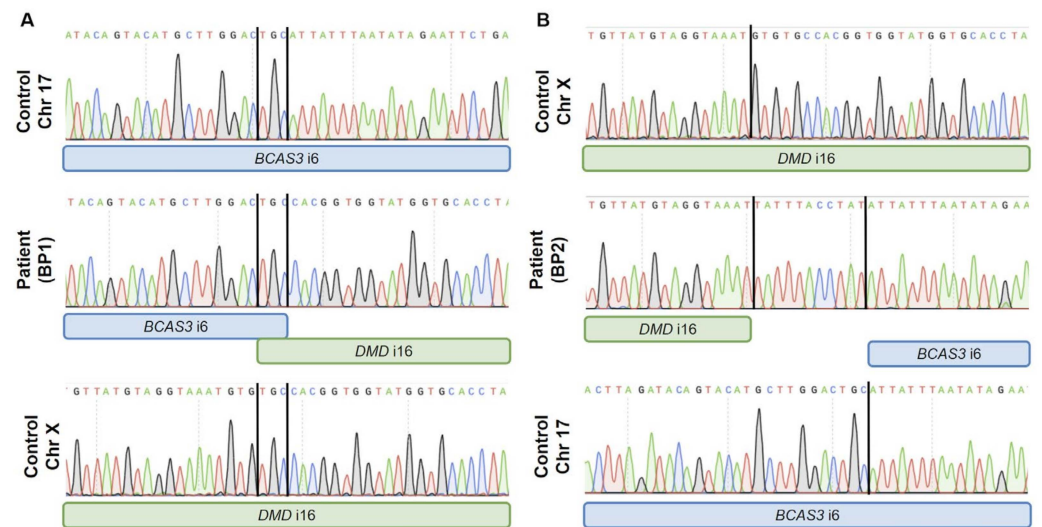 A
Control
Chr 17
ATACAGTACATGCTTGGACTGCATTATTTAATATAGAATTCTGA
BCAS3 i6
Patient
(BP1)
TACAGTACATGCTTGGACTGCCACGGTGGTATGGTGCACCTA
BCAS3 i6
DMD i16
Control
Chr X
TGTTATGTAGGTAAATGTGTGCCACGGTGGTATGGTGCACCTA
DMD i16
B
Control
Chr X
TGTTATGTAGGTAAATGTGTGCCACGGTGGTATGGTGCACCTA
DMD i16
Patient
(BP2)
TGTTATGTAGGTAAATTATTTACCTATATTATTTAATATAGAA
DMD i16
BCAS3 i6
Control
Chr 17
ACTTAGATACAGTACATGCTTGGACTGCATTATTTAATATAGAA
BCAS3 i6